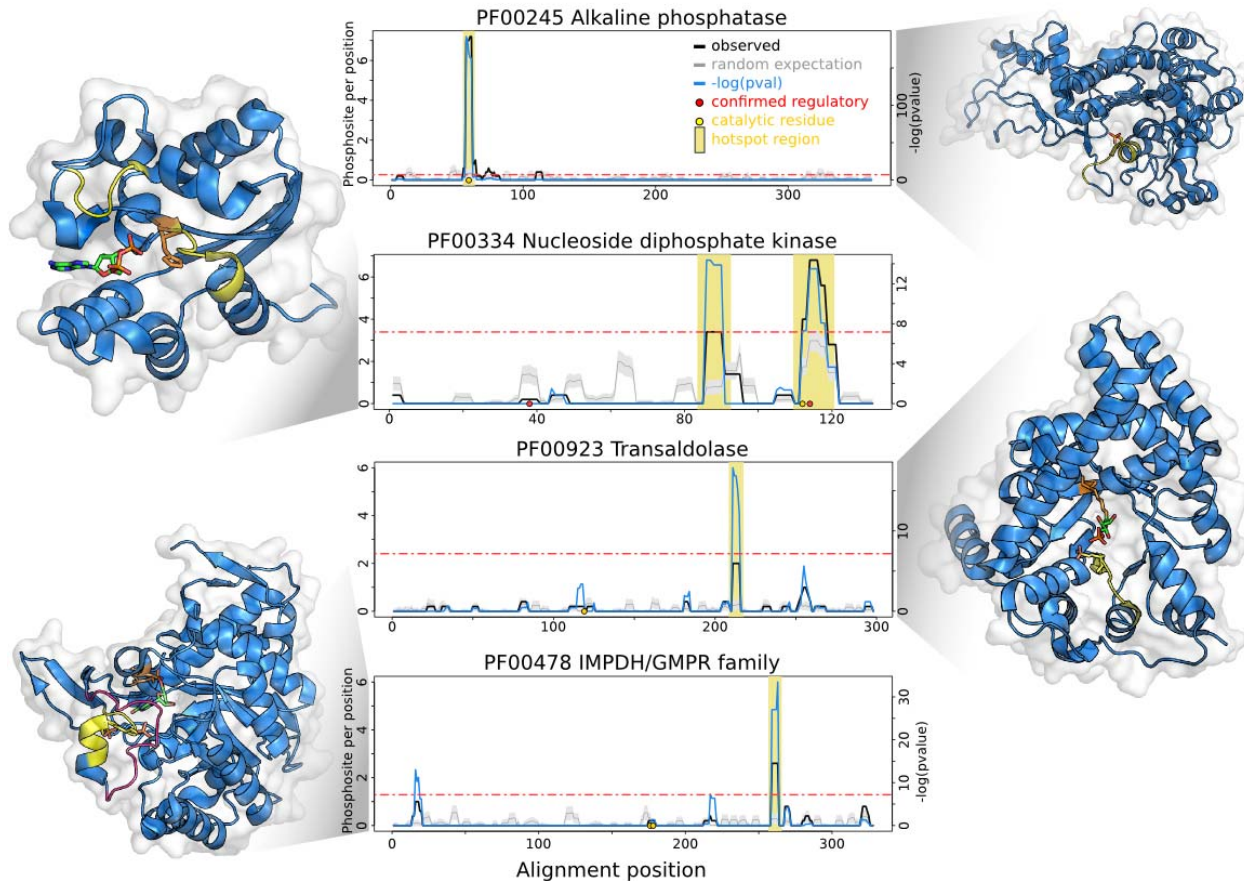 PF00245 Alkaline phosphatase
Phosphosite per position
0 2 4 6
observed
random expectation
-log(pval)
confirmed regulatory
catalytic residue
hotspot region
0 100
-log(pvalue)
0 100 200 300
PF00334 Nucleoside diphosphate kinase
0 2 4 6
0 4 8 12
0 40 80 120
PF00923 Transaldolase
0 2 4 6
0 10
0 50 100 150 200 250 300
PF00478 IMPDH/GMPR family
Phosphosite per position
0 2 4 6
0 10 20 30
-log(pvalue)
0 100 200 300
Alignment position